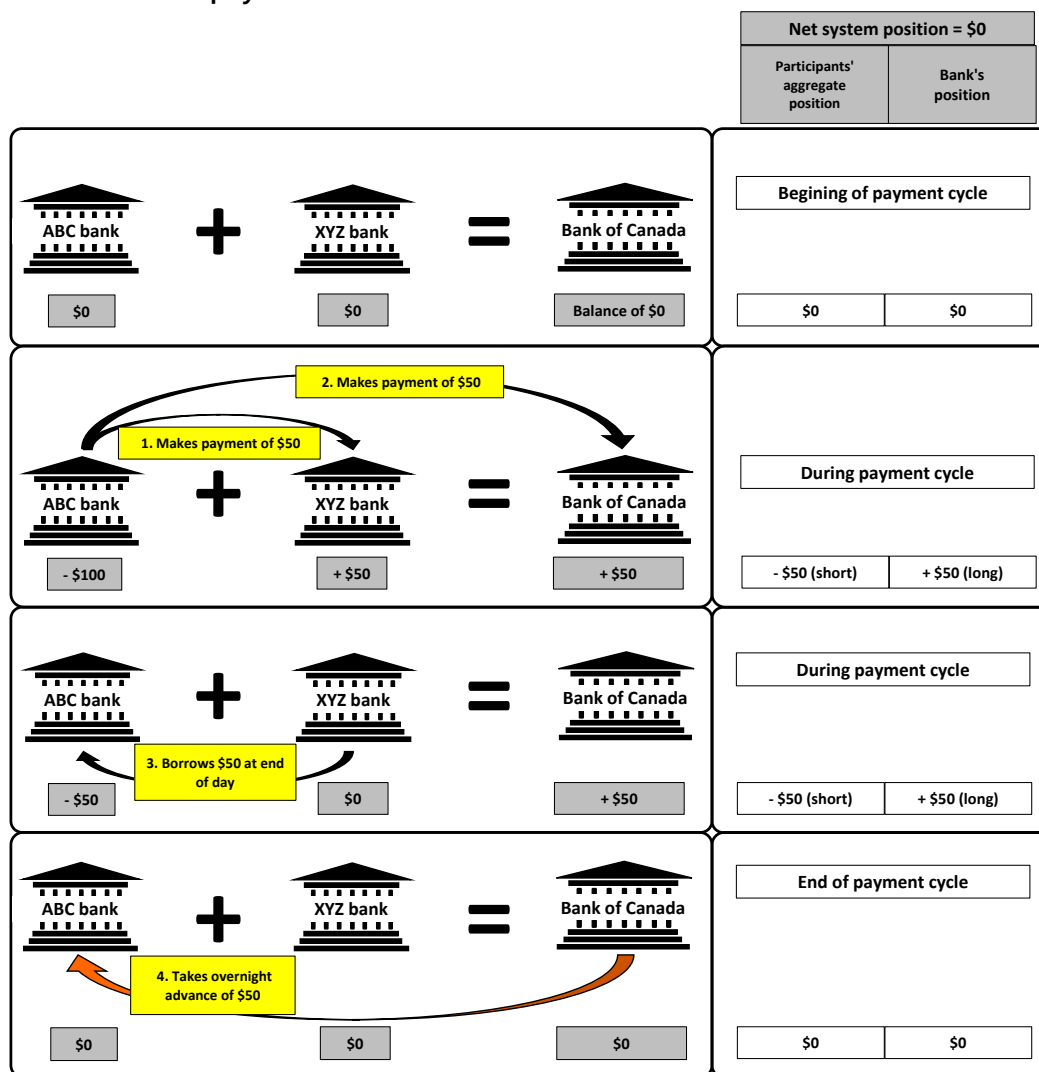 Net system position = $0
Participants'
aggregate
position
Bank's
position
ABC bank
XYZ bank
Bank of Canada
Begining of payment cycle
$0
$0
Balance of $0
$0
$0
2. Makes payment of $50
1. Makes payment of $50
ABC bank
XYZ bank
Bank of Canada
During payment cycle
- $100
+ $50
+ $50
- $50 (short)
+ $50 (long)
ABC bank
XYZ bank
Bank of Canada
During payment cycle
3. Borrows $50 at end
of day
- $50
$0
+ $50
- $50 (short)
+ $50 (long)
ABC bank
XYZ bank
Bank of Canada
End of payment cycle
4. Takes overnight
advance of $50
$0
$0
$0
$0
$0